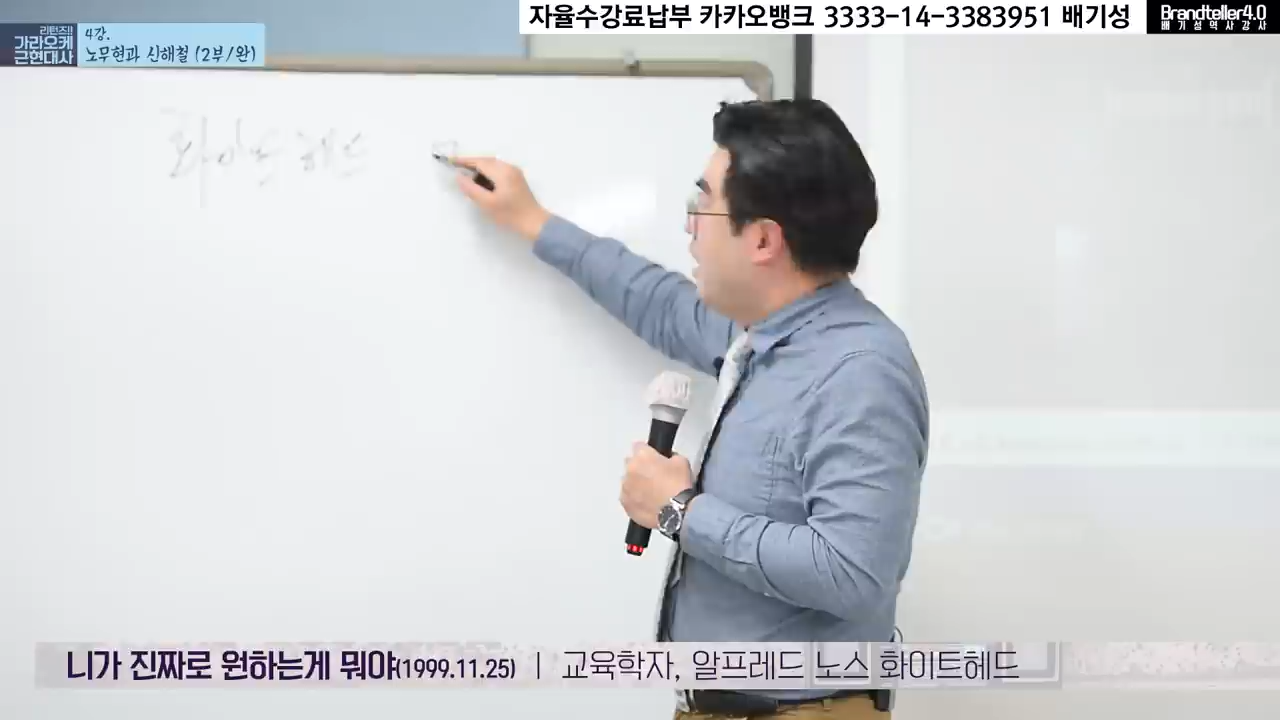 자율수강료납부 카카오뱅크 3333-14-3383951 배기성
Brandteller4.0
배기성역사강사
리턴즈!!
가라오케
근현대사
4강.
노무현과 신해철 (2부/완)
화이트 헤드
니가 진짜로 원하는게 뭐야(1999.11.25) | 교육학자, 알프레드 노스 화이트헤드